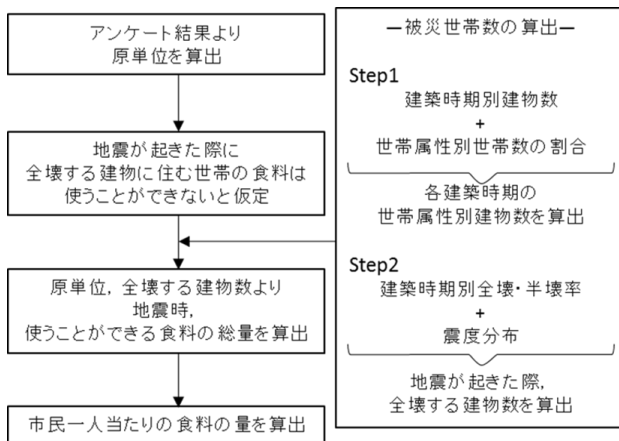 アンケート結果より
原単位を算出
地震が起きた際に
全壊する建物に住む世帯の食料は
使うことができないと仮定
原単位, 全壊する建物数より
地震時,
使うことができる食料の総量を算出
市民一人当たりの食料の量を算出
―被災世帯数の算出―
Step1
建築時期別建物数
+
世帯属性別世帯数の割合
各建築時期の
世帯属性別建物数を算出
Step2
建築時期別全壊・半壊率
+
震度分布
地震が起きた際,
全壊する建物数を算出